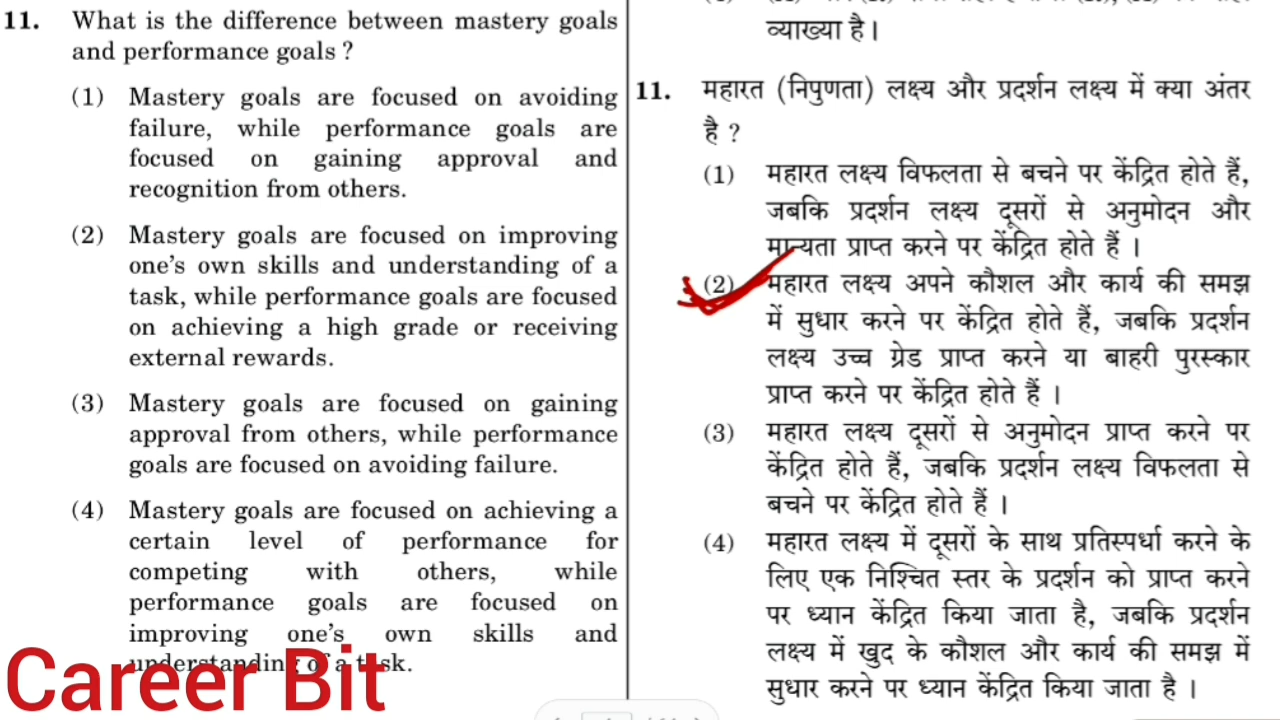 11. What is the difference between mastery goals
and performance goals ?
(1) Mastery goals are focused on avoiding
failure, while performance goals are
focused on gaining approval and
recognition from others.
(2) Mastery goals are focused on improving
one's own skills and understanding of a
task, while performance goals are focused
on achieving a high grade or receiving
external rewards.
(3) Mastery goals are focused on gaining
approval from others, while performance
goals are focused on avoiding failure.
(4) Mastery goals are focused on achieving a
certain level of performance for
competing with others, while
performance goals are focused on
improving one's own skills and
understanding of a task.
Career Bit
व्याख्या है।
11. महारत (निपुणता) लक्ष्य और प्रदर्शन लक्ष्य में क्या अंतर
है ?
(1) महारत लक्ष्य विफलता से बचने पर केंद्रित होते हैं,
जबकि प्रदर्शन लक्ष्य दूसरों से अनुमोदन और
मान्यता प्राप्त करने पर केंद्रित होते हैं ।
(2) महारत लक्ष्य अपने कौशल और कार्य की समझ
में सुधार करने पर केंद्रित होते हैं, जबकि प्रदर्शन
लक्ष्य उच्च ग्रेड प्राप्त करने या बाहरी पुरस्कार
प्राप्त करने पर केंद्रित होते हैं ।
(3) महारत लक्ष्य दूसरों से अनुमोदन प्राप्त करने पर
केंद्रित होते हैं, जबकि प्रदर्शन लक्ष्य विफलता से
बचने पर केंद्रित होते हैं ।
(4) महारत लक्ष्य में दूसरों के साथ प्रतिस्पर्धा करने के
लिए एक निश्चित स्तर के प्रदर्शन को प्राप्त करने
पर ध्यान केंद्रित किया जाता है, जबकि प्रदर्शन
लक्ष्य में खुद के कौशल और कार्य की समझ में
सुधार करने पर ध्यान केंद्रित किया जाता है ।